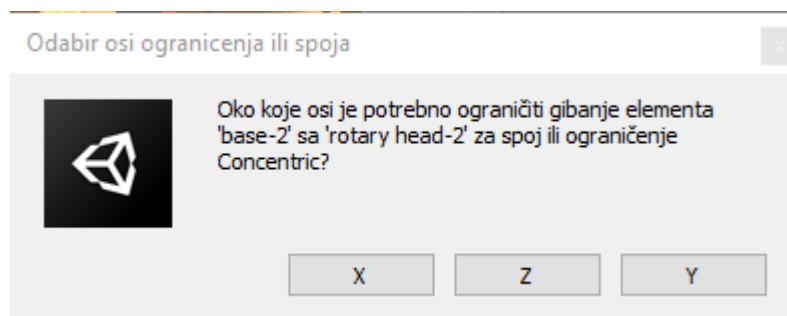 Odabir osi ogranicenja ili spoja
x
Oko koje osi je potrebno ograničiti gibanje elementa
'base-2' sa 'rotary head-2' za spoj ili ograničenje
Concentric?
X
Z
Y